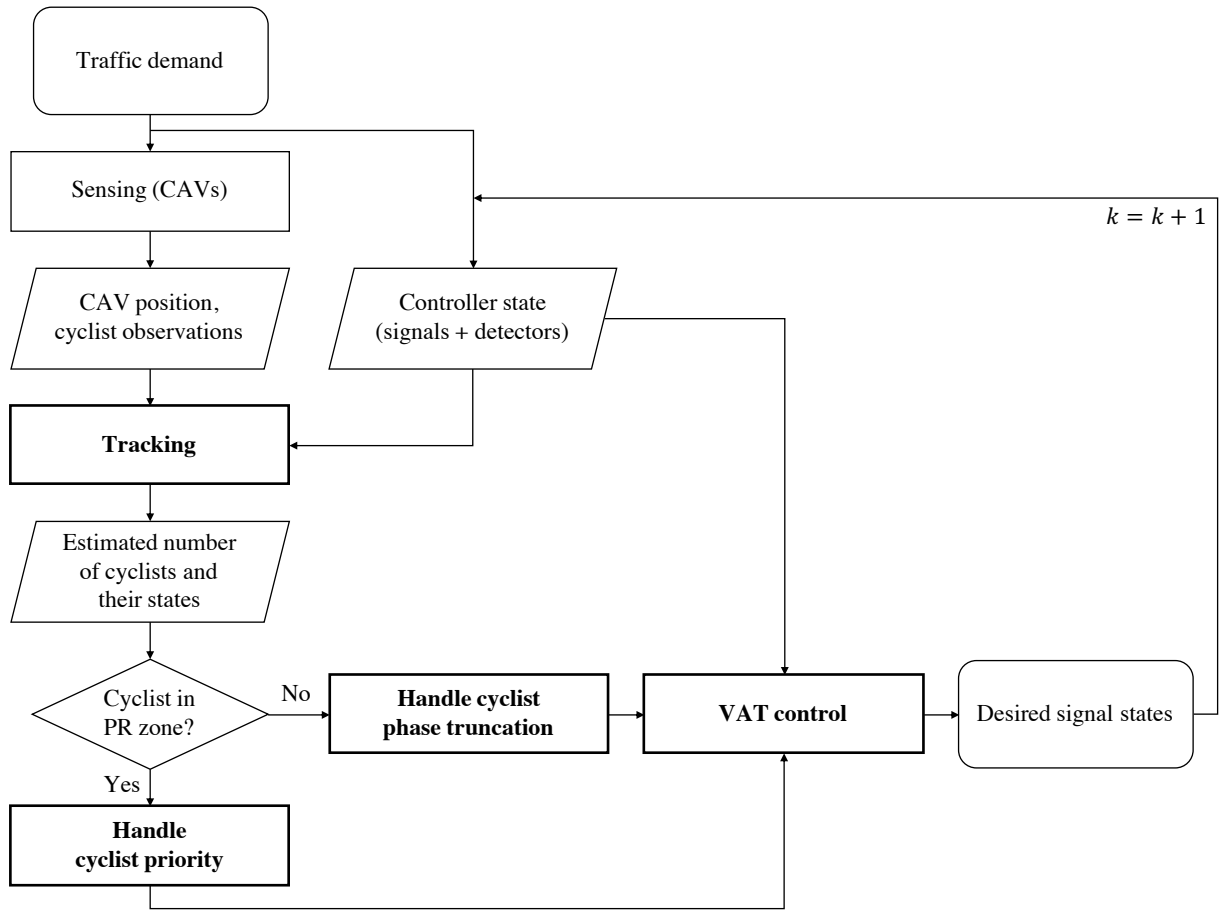 Traffic demand
Sensing (CAVs)
k = k + 1
CAV position,
cyclist observations
Controller state
(signals + detectors)
Tracking
Estimated number
of cyclists and
their states
Cyclist in
PR zone?
No
Yes
Handle cyclist
phase truncation
VAT control
Desired signal states
Handle
cyclist priority